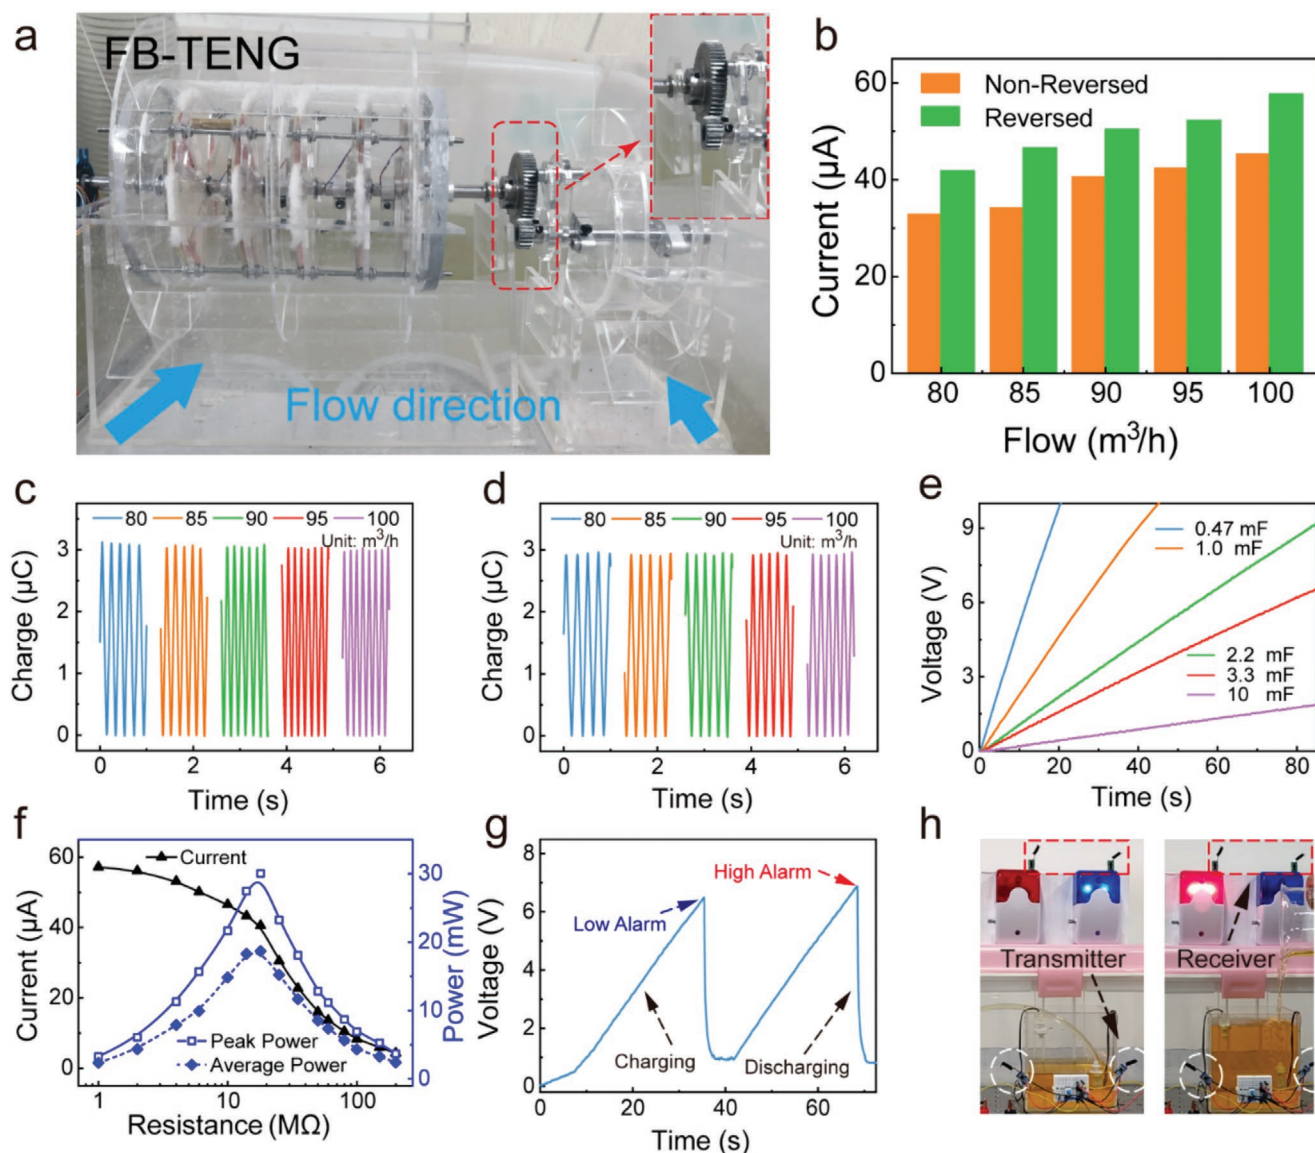 a
FB-TENG
Flow direction
b
Non-Reversed
Reversed
Current (µA)
60
40
20
0
80 85 90 95 100
Flow (m³/h)
c
80 85 90 95 100
Unit: m³/h
Charge (µC)
3
2
1
0
0 2 4 6
Time (s)
d
80 85 90 95 100
Unit: m³/h
Charge (µC)
3
2
1
0
0 2 4 6
Time (s)
e
0.47 mF
1.0 mF
2.2 mF
3.3 mF
10 mF
Voltage (V)
9
6
3
0
0 20 40 60 80
Time (s)
f
Current
Peak Power
Average Power
Current (µA)
60
40
20
0
Power (mW)
30
20
10
0
1 10 100
Resistance (MΩ)
g
High Alarm
Low Alarm
Charging
Discharging
Voltage (V)
8
6
4
2
0
0 20 40 60
Time (s)
h
Transmitter
Receiver